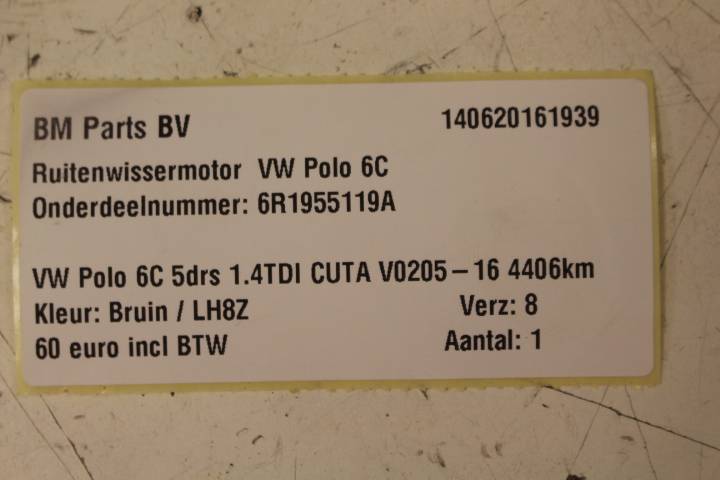 BM Parts BV 140620161939
Ruitenwissermotor VW Polo 6C
Onderdeelnummer: 6R1955119A
VW Polo 6C 5drs 1.4TDI CUTA V0205-16 4406km
Kleur: Bruin / LH8Z Verz: 8
60 euro incl BTW Aantal: 1